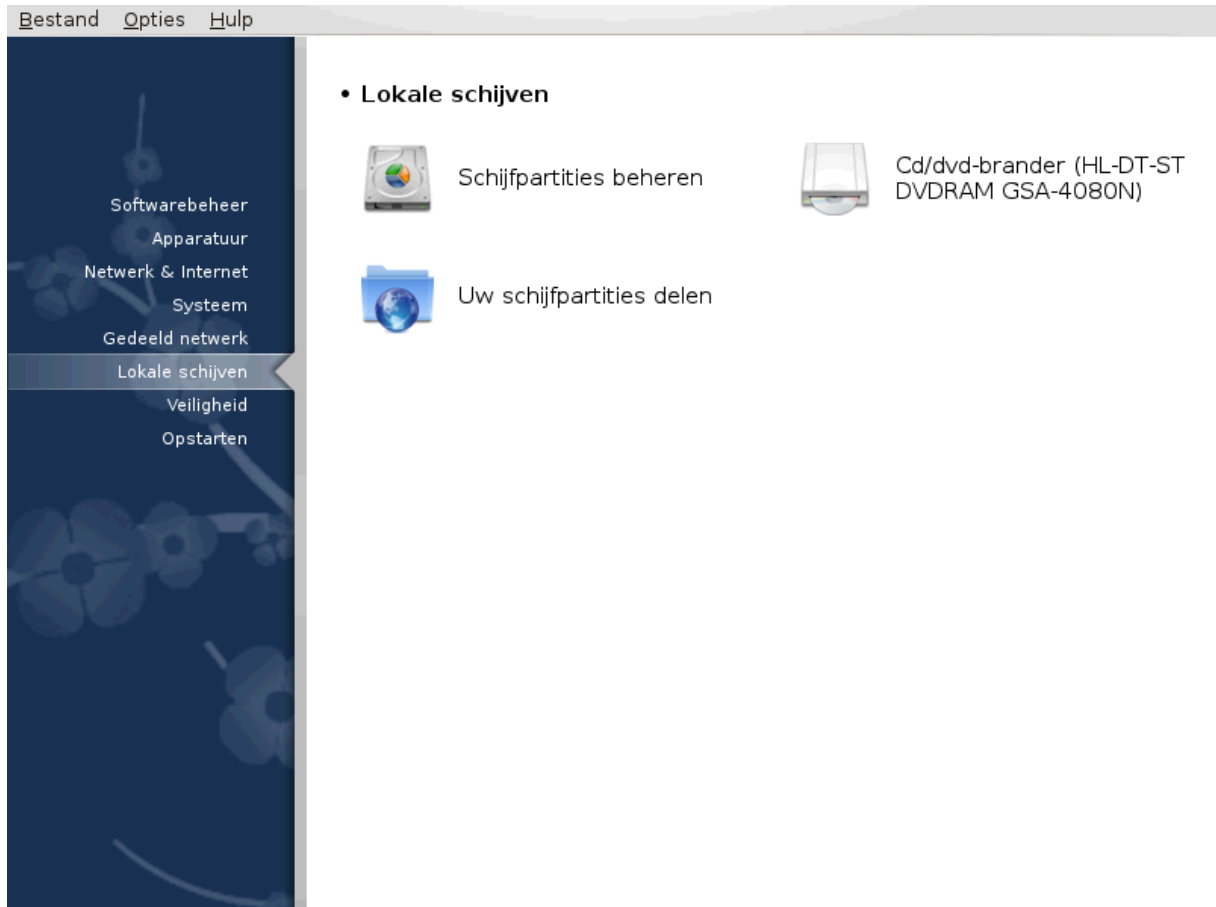 Bestand Opties Hulp
Softwarebeheer
Apparatuur
Netwerk & Internet
Systeem
Gedeeld netwerk
Lokale schijven
Veiligheid
Opstarten
• Lokale schijven
Schijfpartities beheren
Cd/dvd-brander (HL-DT-ST
DVDRAM GSA-4080N)
Uw schijfpartities delen